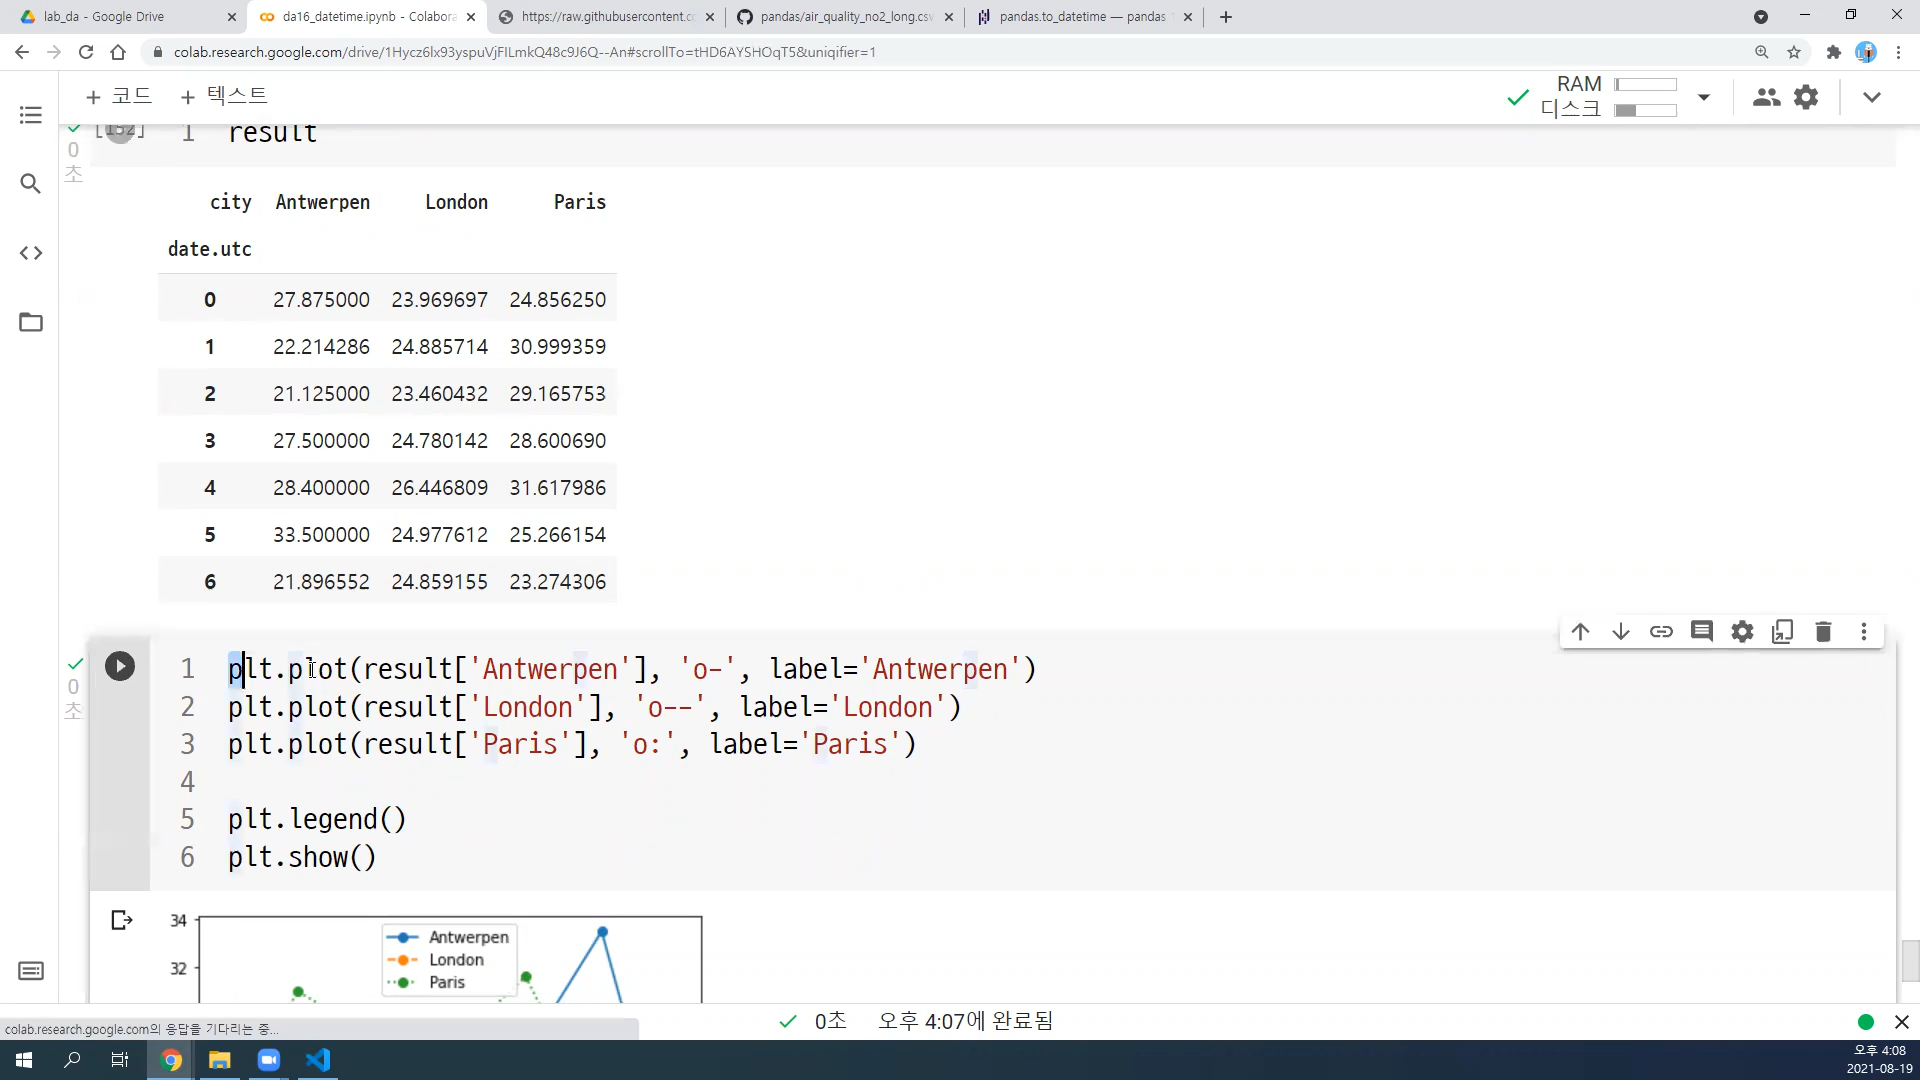 lab_da - Google Drive
da16_datetime.ipynb - Colabora
https://raw.githubusercontent.cc
pandas/air_quality_no2_long.csv
pandas.to_datetime — pandas
colab.research.google.com/drive/1Hycz6lx93yspuVjFILmkQ48c9J6Q--An#scrollTo=tHD6AYSHOqT5&uniqifier=1
+ 코드 + 텍스트
RAM
디스크
[152] 1 result
0
초
city Antwerpen London Paris
date.utc
0 27.875000 23.969697 24.856250
1 22.214286 24.885714 30.999359
2 21.125000 23.460432 29.165753
3 27.500000 24.780142 28.600690
4 28.400000 26.446809 31.617986
5 33.500000 24.977612 25.266154
6 21.896552 24.859155 23.274306
0
초
1 plt.plot(result['Antwerpen'], 'o-', label='Antwerpen')
2 plt.plot(result['London'], 'o--', label='London')
3 plt.plot(result['Paris'], 'o:', label='Paris')
4
5 plt.legend()
6 plt.show()
34
32
Antwerpen
London
Paris
colab.research.google.com의 응답을 기다리는 중...
0초 오후 4:07에 완료됨
오후 4:08
2021-08-19